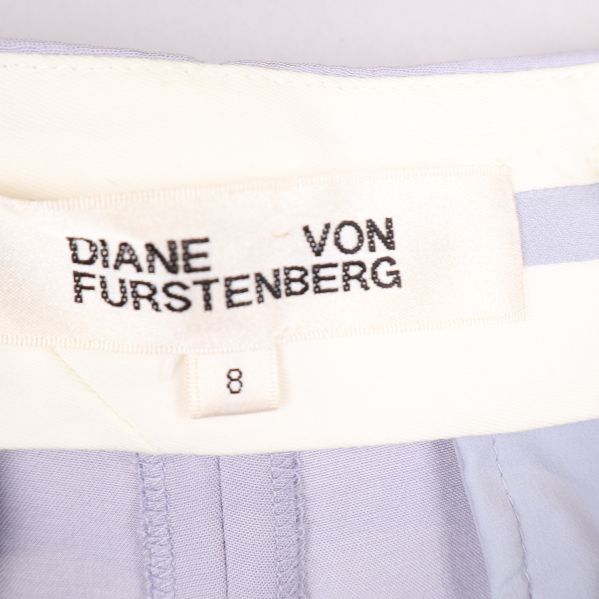 DIANE VON
FURSTENBERG
8